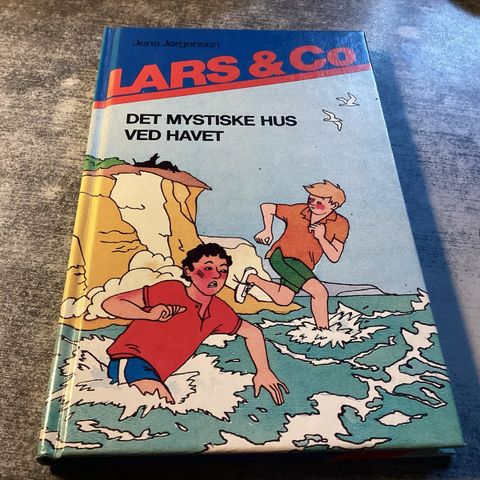 Jens Jørgensen
LARS & Co
DET MYSTISKE HUS
VED HAVET